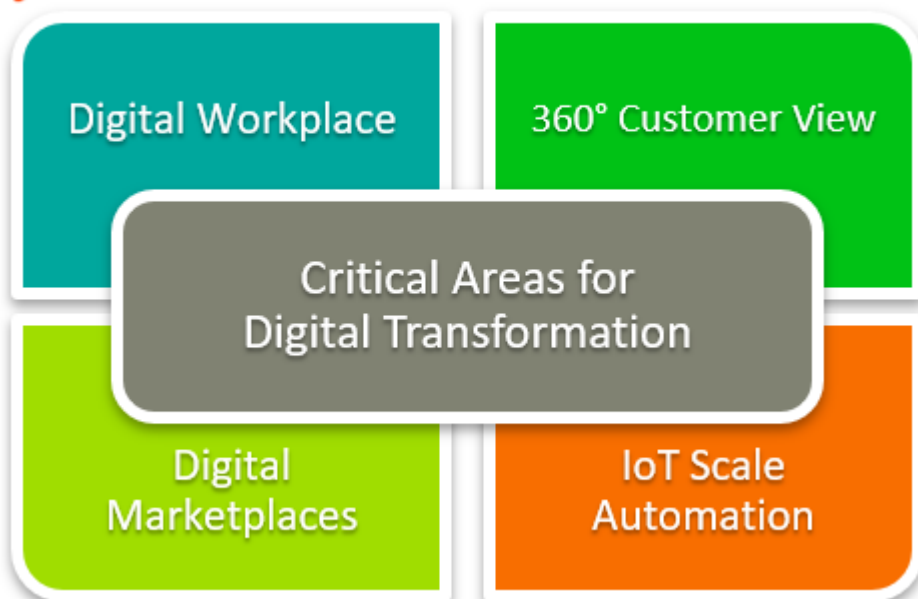 Digital Workplace
360° Customer View
Critical Areas for
Digital Transformation
Digital
Marketplaces
IoT Scale
Automation